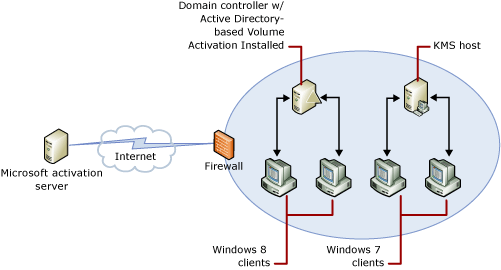 Domain controller w/
Active Directory-
based Volume
Activation Installed
KMS host
Internet
Firewall
Microsoft activation
server
Windows 8
clients
Windows 7
clients